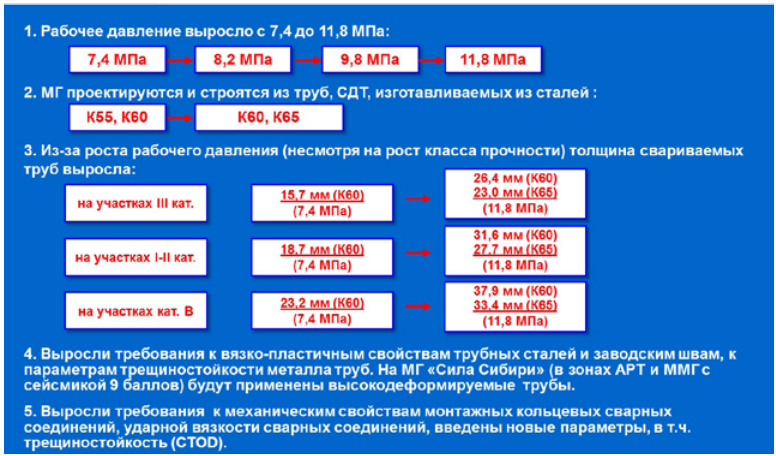 1. Рабочее давление выросло с 7,4 до 11,8 МПа:
7,4 МПа
8,2 МПа
9,8 МПа
11,8 МПа
2. МГ проектируются и строятся из труб, СДТ, изготавливаемых из сталей :
К55, К60
К60, К65
3. Из-за роста рабочего давления (несмотря на рост класса прочности) толщина свариваемых
труб выросла:
на участках III кат.
15,7 мм (К60)
(7,4 МПа)
26,4 мм (К60)
23,0 мм (К65)
(11,8 МПа)
на участках I-II кат.
18,7 мм (К60)
(7,4 МПа)
31,6 мм (К60)
27,7 мм (К65)
(11,8 МПа)
на участках кат. В
23,2 мм (К60)
(7,4 МПа)
37,9 мм (К60)
33,4 мм (К65)
(11,8 МПа)
4. Выросли требования к вязко-пластичным свойствам трубных сталей и заводским швам, к
параметрам трещиностойкости металла труб. На МГ «Сила Сибири» (в зонах АРТ и ММГ с
сейсмикой 9 баллов) будут применены высокодеформируемые трубы.
5. Выросли требования к механическим свойствам монтажных кольцевых сварных
соединений, ударной вязкости сварных соединений, введены новые параметры, в т.ч.
трещиностойкость (CTOD).